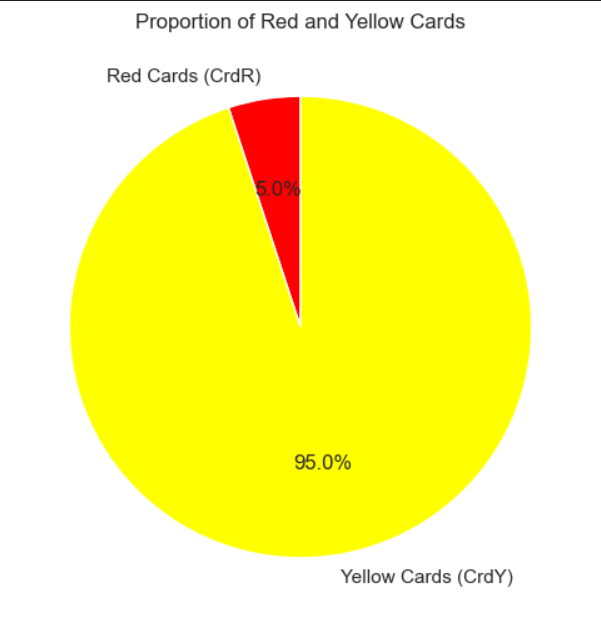 Proportion of Red and Yellow Cards
Red Cards (CrdR)
5.0%
95.0%
Yellow Cards (CrdY)